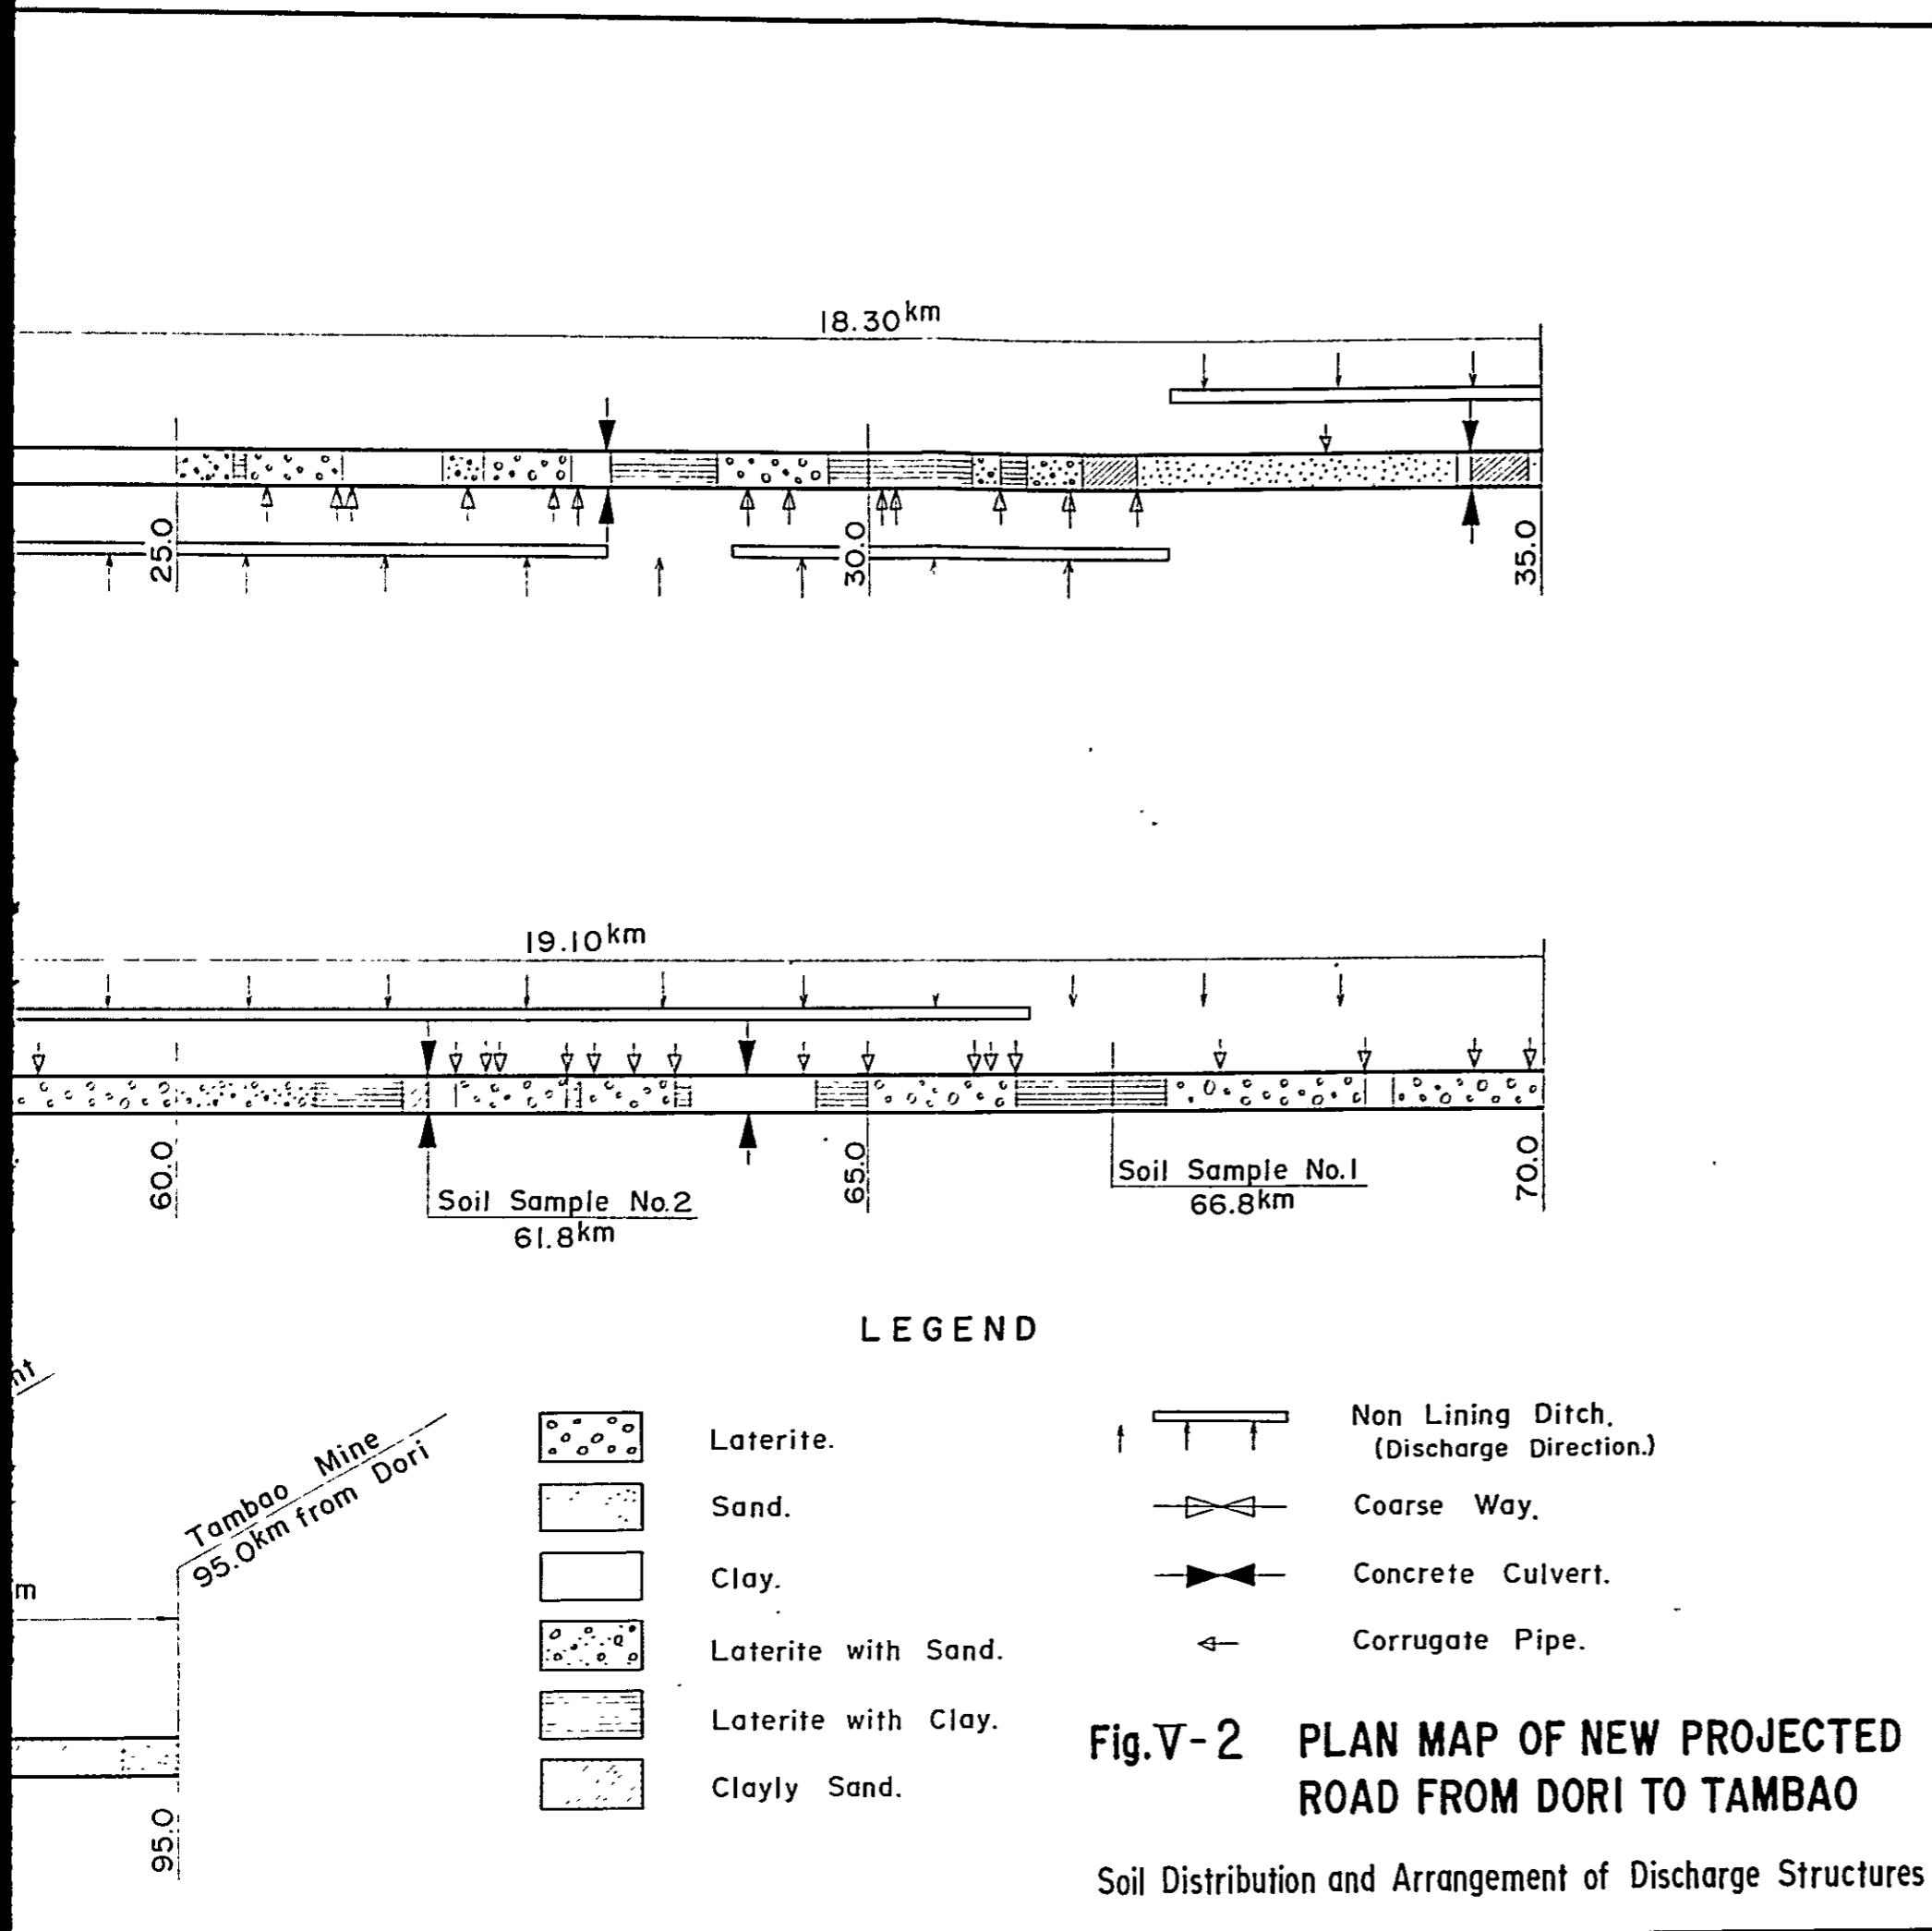 18.30km
25.0
30.0
35.0
19.10km
60.0
65.0
70.0
Soil Sample No.2
61.8km
Soil Sample No.1
66.8km
LEGEND
Tambao Mine
95.0km from Dori
m
95.0
Laterite.
Sand.
Clay.
Laterite with Sand.
Laterite with Clay.
Clayly Sand.
Non Lining Ditch.
(Discharge Direction.)
Coarse Way.
Concrete Culvert.
Corrugate Pipe.
Fig.V-2 PLAN MAP OF NEW PROJECTED
ROAD FROM DORI TO TAMBAO
Soil Distribution and Arrangement of Discharge Structures